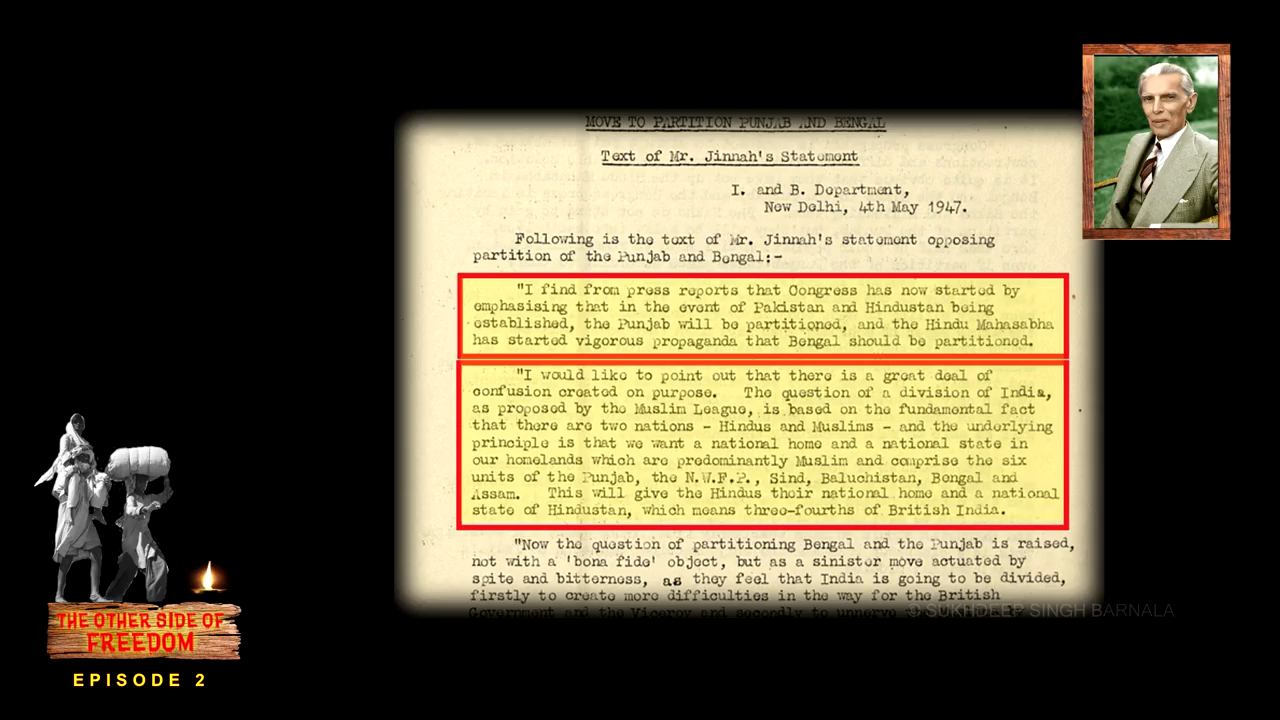 MOVE TO PARTITION PUNJAB AND BENGAL
Text of Mr. Jinnah's Statement
I. and B. Department,
New Delhi, 4th May 1947.
Following is the text of Mr. Jinnah's statement opposing
partition of the Punjab and Bengal:-
"I find from press reports that Congress has now started by
emphasising that in the event of Pakistan and Hindustan being
established, the Punjab will be partitioned, and the Hindu Mahasabha
has started vigorous propaganda that Bengal should be partitioned.
"I would like to point out that there is a great deal of
confusion created on purpose. The question of a division of India,
as proposed by the Muslim League, is based on the fundamental fact
that there are two nations - Hindus and Muslims - and the underlying
principle is that we want a national home and a national state in
our homelands which are predominantly Muslim and comprise the six
units of the Punjab, the N.W.F.P., Sind, Baluchistan, Bengal and
Assam. This will give the Hindus their national home and a national
state of Hindustan, which means three-fourths of British India.
"Now the question of partitioning Bengal and the Punjab is raised,
not with a 'bona fide' object, but as a sinister move actuated by
spite and bitterness, as they feel that India is going to be divided,
firstly to create more difficulties in the way for the British
Government and the Viceroy and secondly to unnerve
© SUKHDEEP SINGH BARNALA
THE OTHER SIDE OF
FREEDOM
EPISODE 2